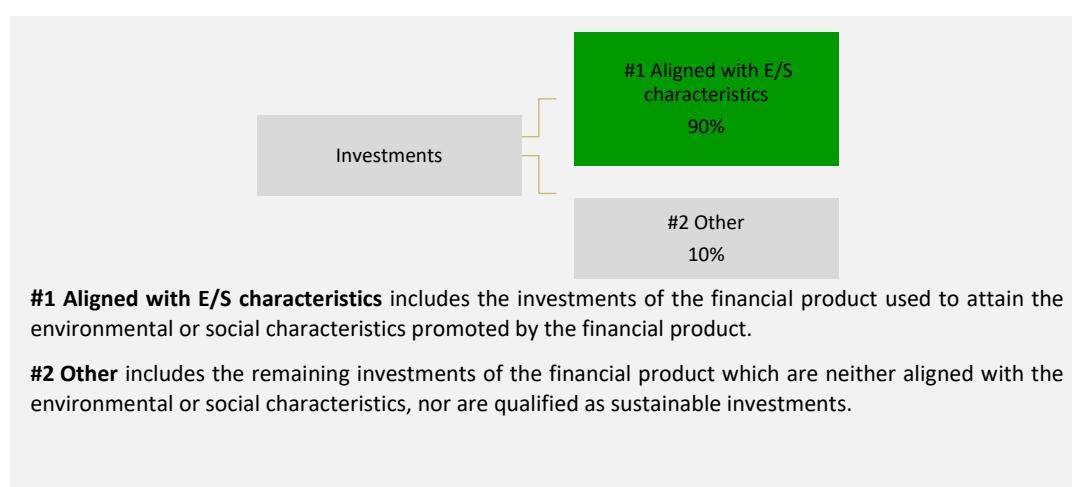 #1 Aligned with E/S
characteristics
90%
Investments
#2 Other
10%
#1 Aligned with E/S characteristics includes the investments of the financial product used to attain the
environmental or social characteristics promoted by the financial product.
#2 Other includes the remaining investments of the financial product which are neither aligned with the
environmental or social characteristics, nor are qualified as sustainable investments.